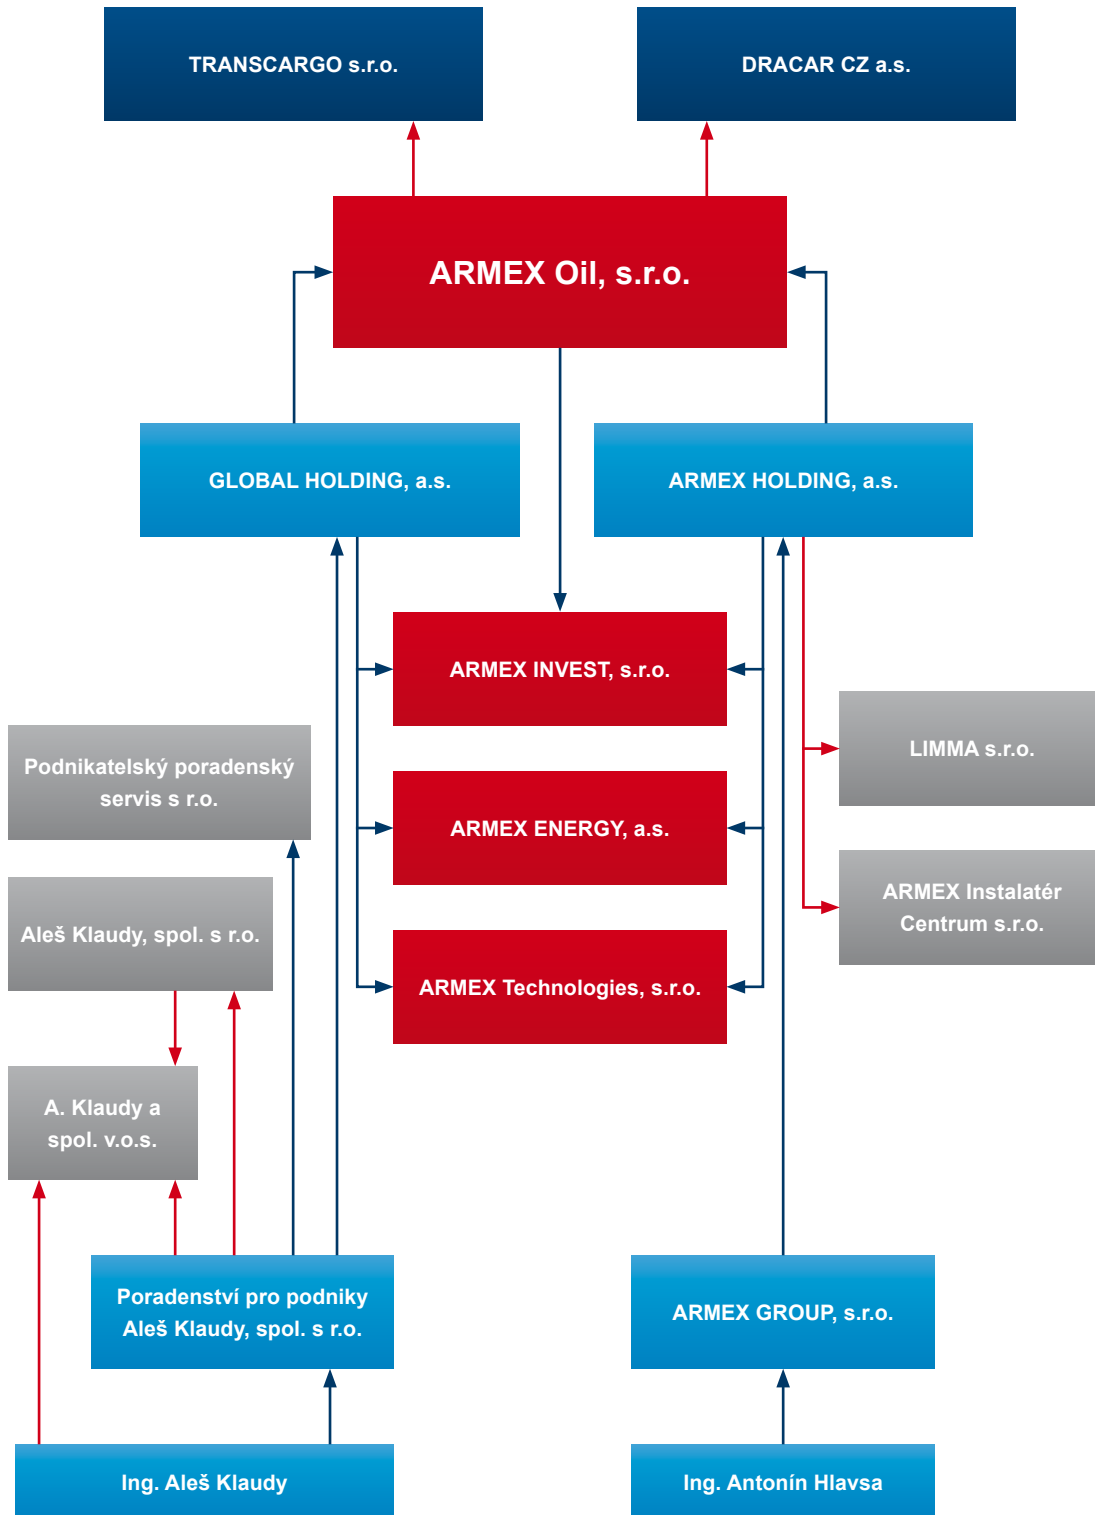 TRANSCARGO s.r.o.
DRACAR CZ a.s.
ARMEX Oil, s.r.o.
GLOBAL HOLDING, a.s.
ARMEX HOLDING, a.s.
ARMEX INVEST, s.r.o.
LIMMA s.r.o.
Podnikatelský poradenský
servis s r.o.
ARMEX ENERGY, a.s.
ARMEX Instalatér
Centrum s.r.o.
Aleš Klaudy, spol. s r.o.
ARMEX Technologies, s.r.o.
A. Klaudy a
spol. v.o.s.
Poradenství pro podniky
Aleš Klaudy, spol. s r.o.
ARMEX GROUP, s.r.o.
Ing. Aleš Klaudy
Ing. Antonín Hlavsa